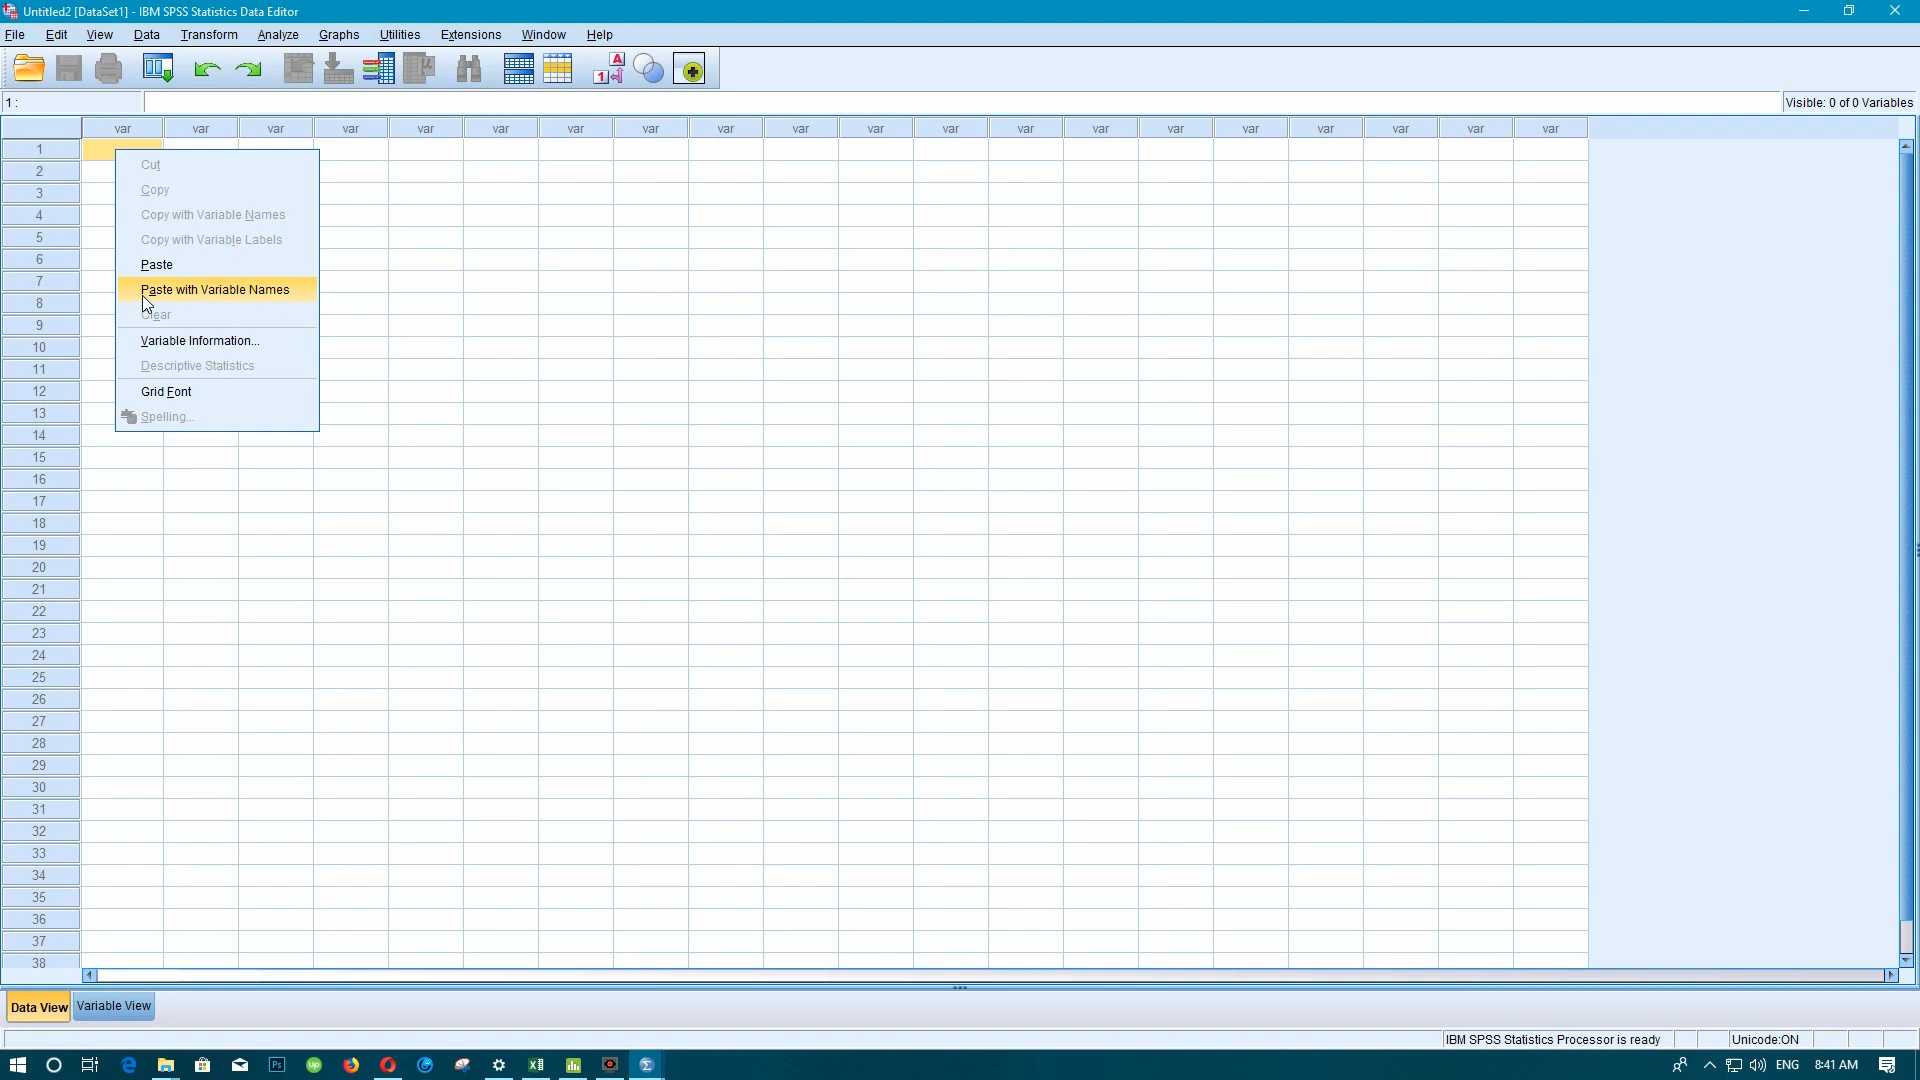 Untitled2 [DataSet1] - IBM SPSS Statistics Data Editor
File Edit View Data Transform Analyze Graphs Utilities Extensions Window Help
1 :
Visible: 0 of 0 Variables
var var var var var var var var var var var var var var var var var var var var
1
2
3
4
5
6
7
8
9
10
11
12
13
14
15
16
17
18
19
20
21
22
23
24
25
26
27
28
29
30
31
32
33
34
35
36
37
38
Cut
Copy
Copy with Variable Names
Copy with Variable Labels
Paste
Paste with Variable Names
Clear
Variable Information...
Descriptive Statistics
Grid Font
Spelling...
Data View Variable View
IBM SPSS Statistics Processor is ready Unicode:ON
ENG 8:41 AM